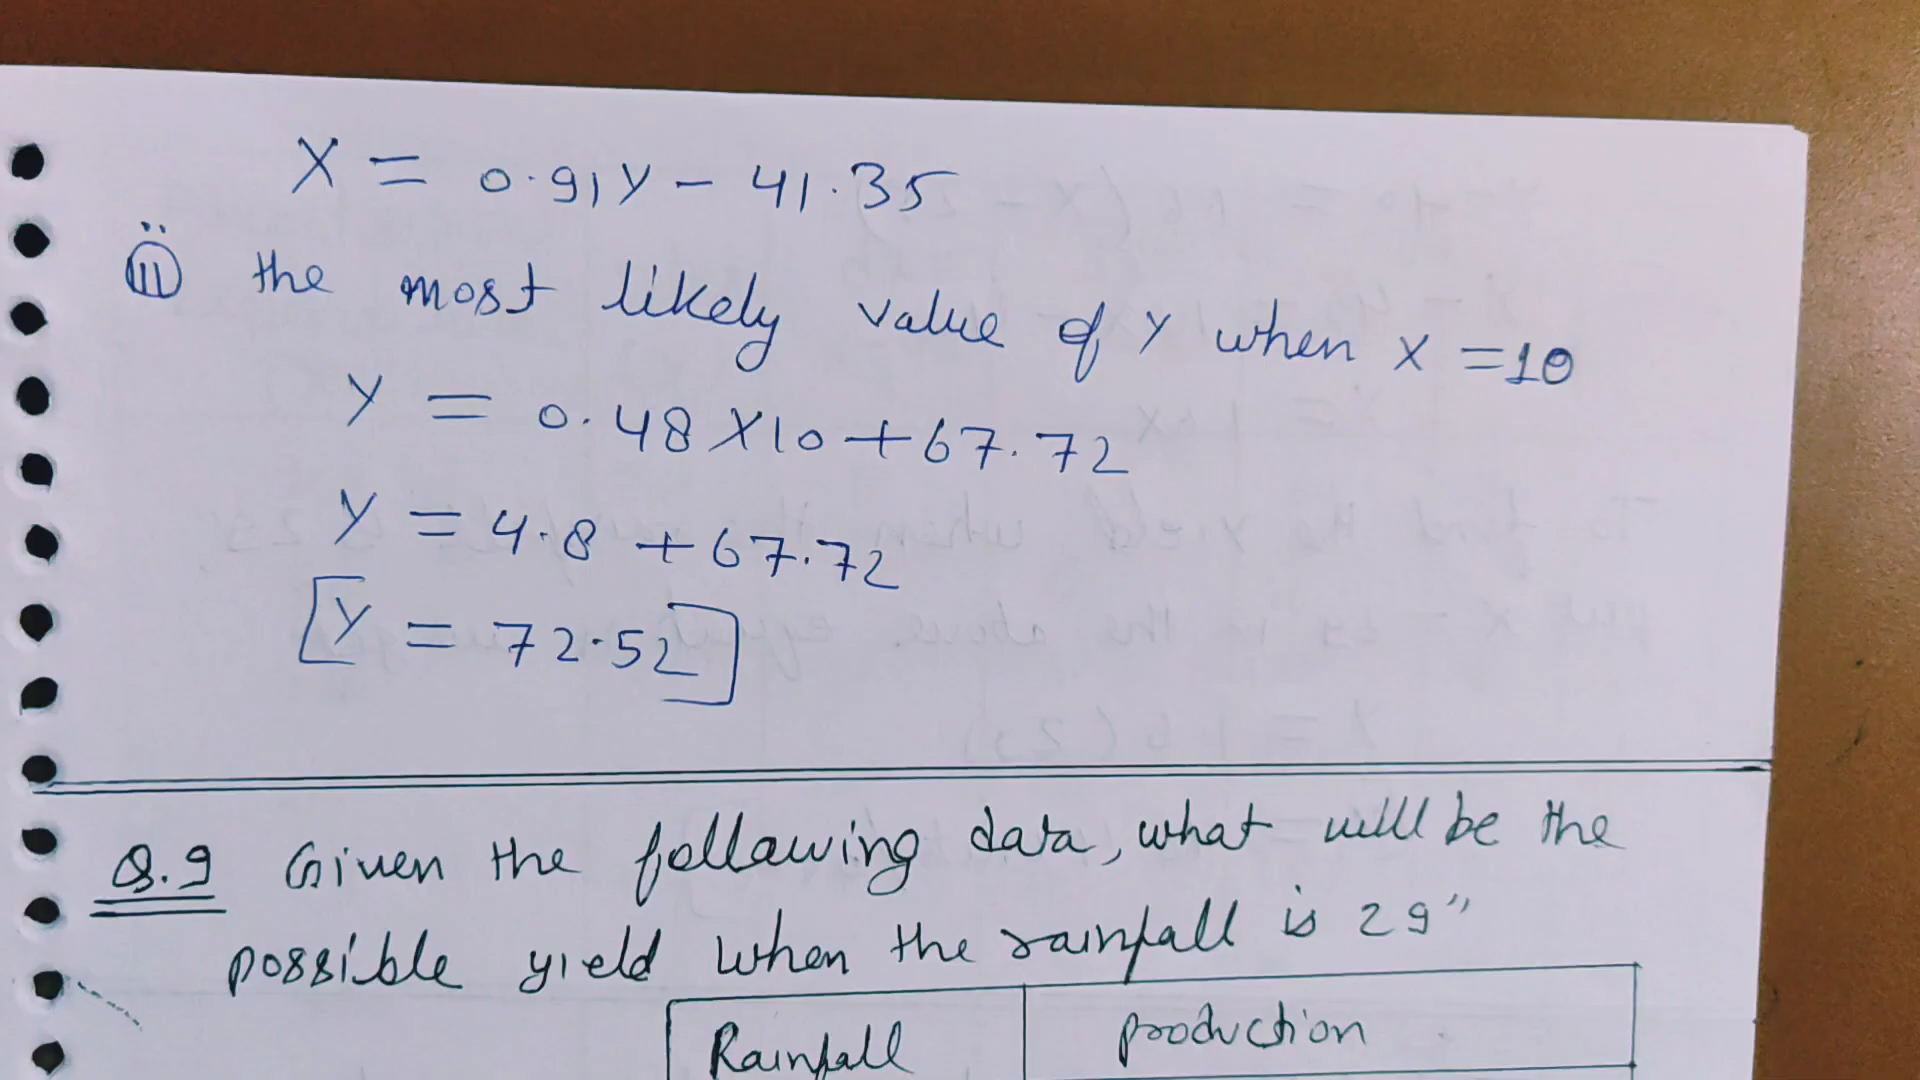 X = 0.91Y - 41.35
(iii) the most likely value of Y when X = 10
Y = 0.48 X 10 + 67.72
Y = 4.8 + 67.72
[Y = 72.52]
Q.9 Given the following data, what will be the
possible yield when the rainfall is 29"
Rainfall production